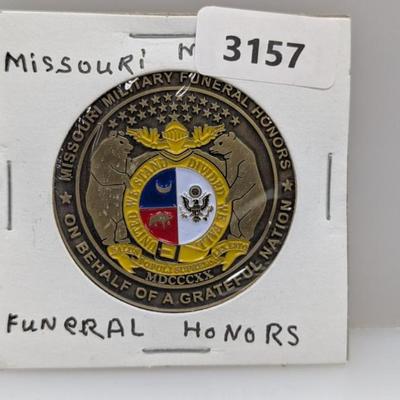 3157
Missouri M
MISSOURI MILITARY FUNERAL HONORS
UNITED WE STAND DIVIDED WE FALL
SALUS POPULI SUPREMA LEX ESTO
MDCCCXX
ON BEHALF OF A GRATEFUL NATION
FUNERAL HONORS